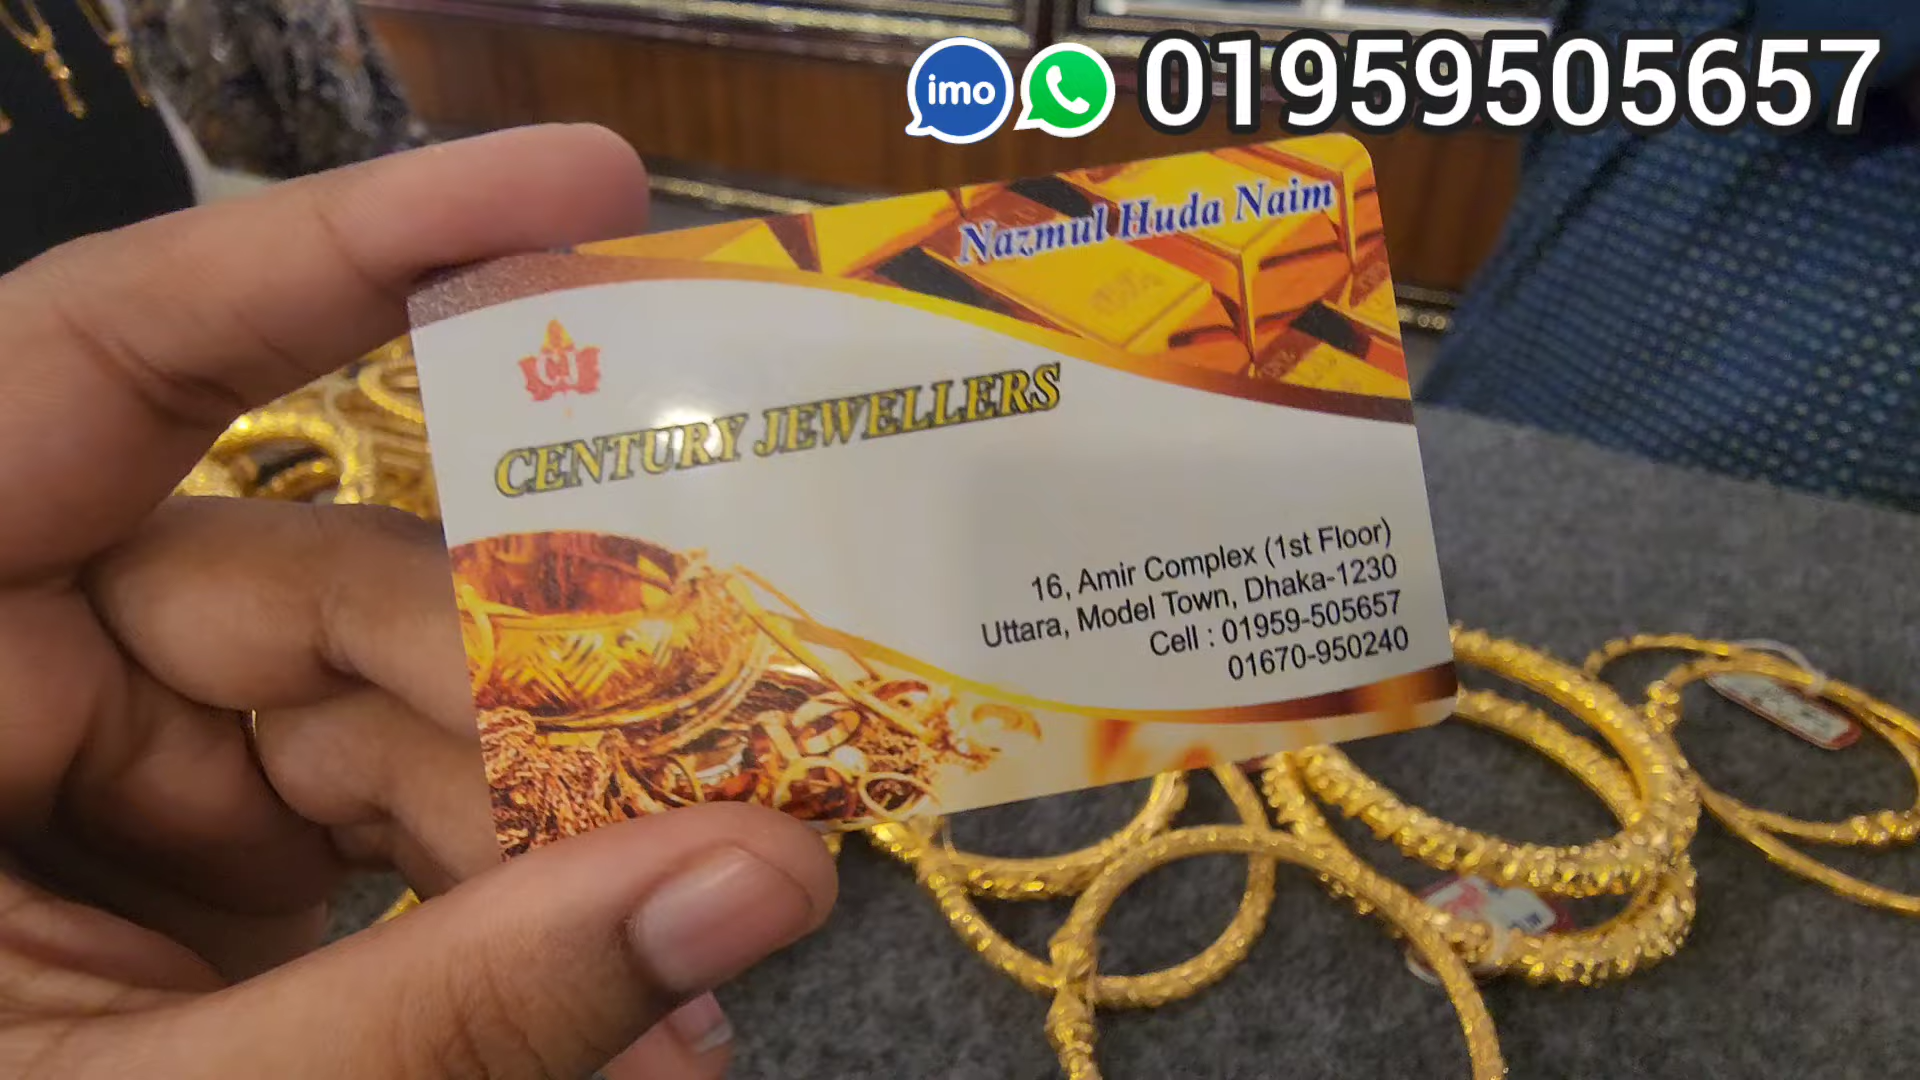 imo 01959505657
Nazmul Huda Naim
CJ
CENTURY JEWELLERS
16, Amir Complex (1st Floor)
Uttara, Model Town, Dhaka-1230
Cell : 01959-505657
01670-950240